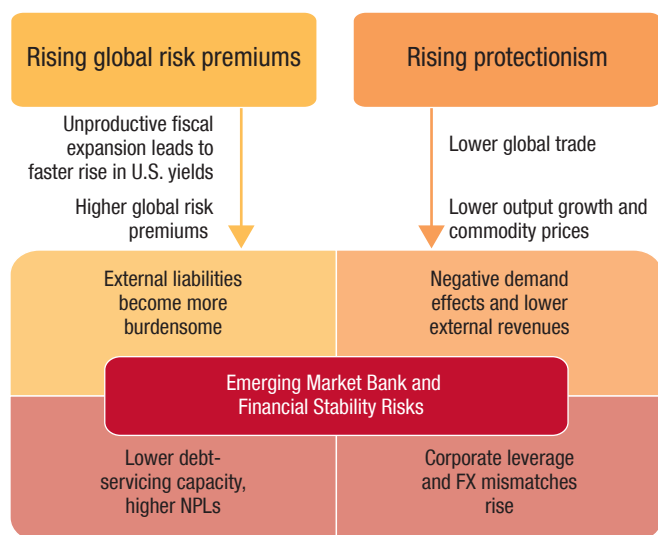 Rising global risk premiums
Rising protectionism
Unproductive fiscal
expansion leads to
faster rise in U.S. yields
Higher global risk
premiums
Lower global trade
Lower output growth and
commodity prices
External liabilities
become more
burdensome
Negative demand
effects and lower
external revenues
Emerging Market Bank and
Financial Stability Risks
Lower debt-
servicing capacity,
higher NPLs
Corporate leverage
and FX mismatches
rise